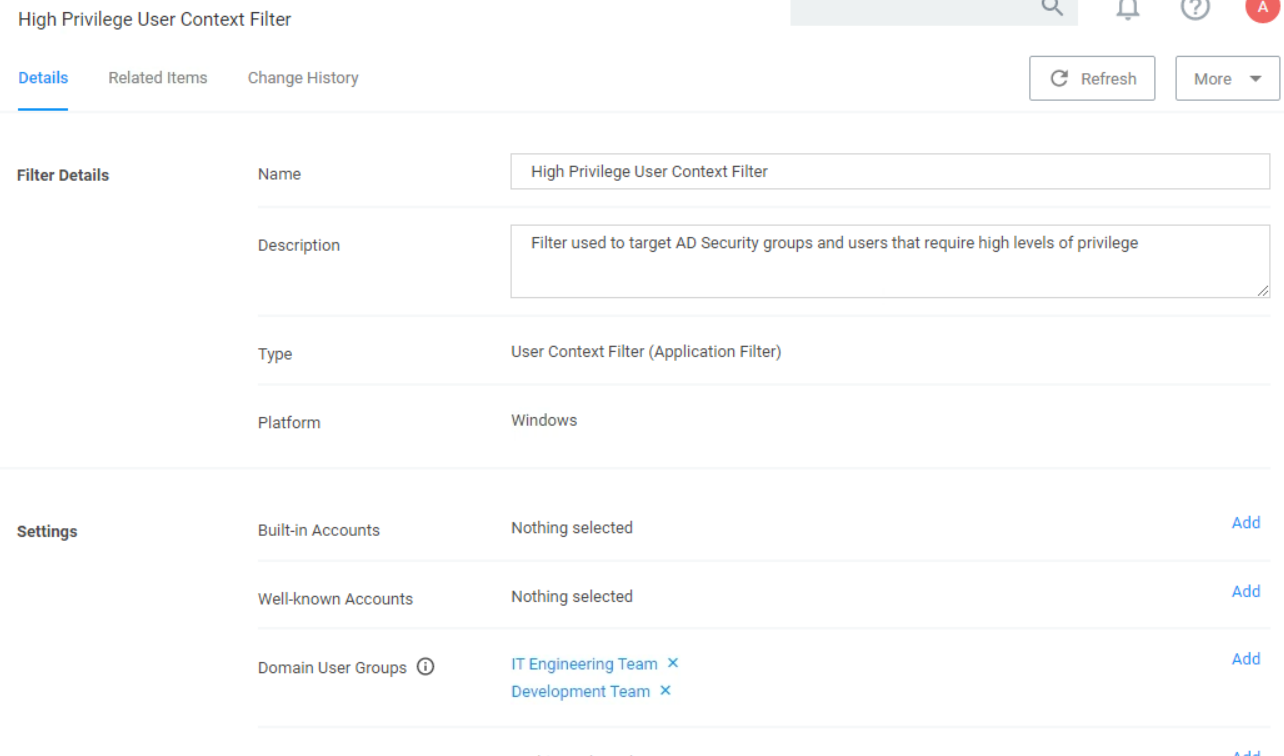 High Privilege User Context Filter
A
Details Related Items Change History Refresh More
Filter Details Name High Privilege User Context Filter
Description Filter used to target AD Security groups and users that require high levels of privilege
Type User Context Filter (Application Filter)
Platform Windows
Settings Built-in Accounts Nothing selected Add
Well-known Accounts Nothing selected Add
Domain User Groups IT Engineering Team × Add
Development Team ×